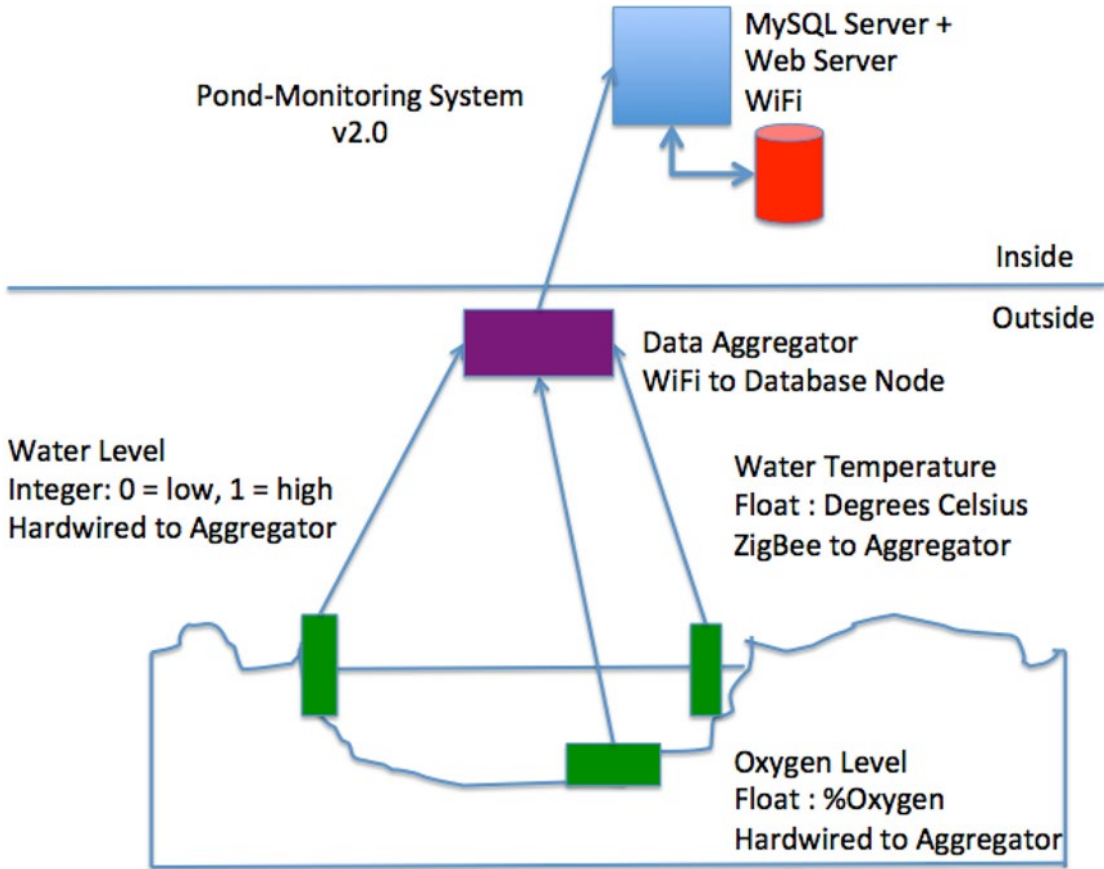 MySQL Server +
Web Server
WiFi
Pond-Monitoring System
v2.0
Inside
Outside
Data Aggregator
WiFi to Database Node
Water Level
Integer: 0 = low, 1 = high
Hardwired to Aggregator
Water Temperature
Float : Degrees Celsius
ZigBee to Aggregator
Oxygen Level
Float : %Oxygen
Hardwired to Aggregator